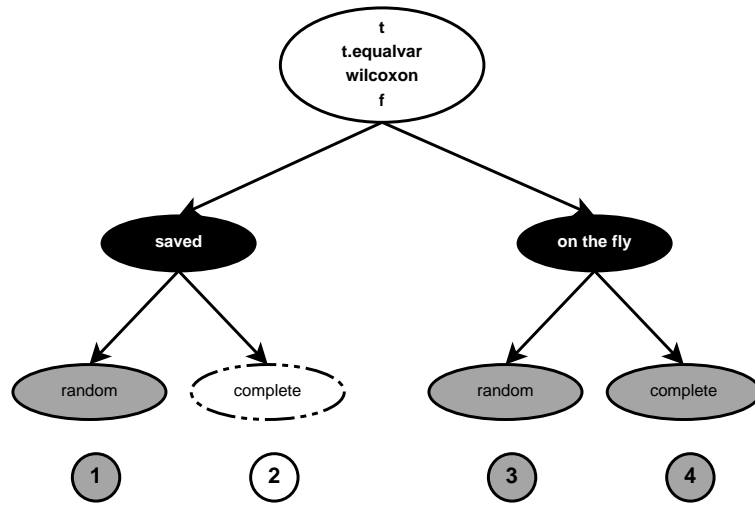 t
t.equalvar
wilcoxon
f
saved
on the fly
random
complete
random
complete
1
2
3
4